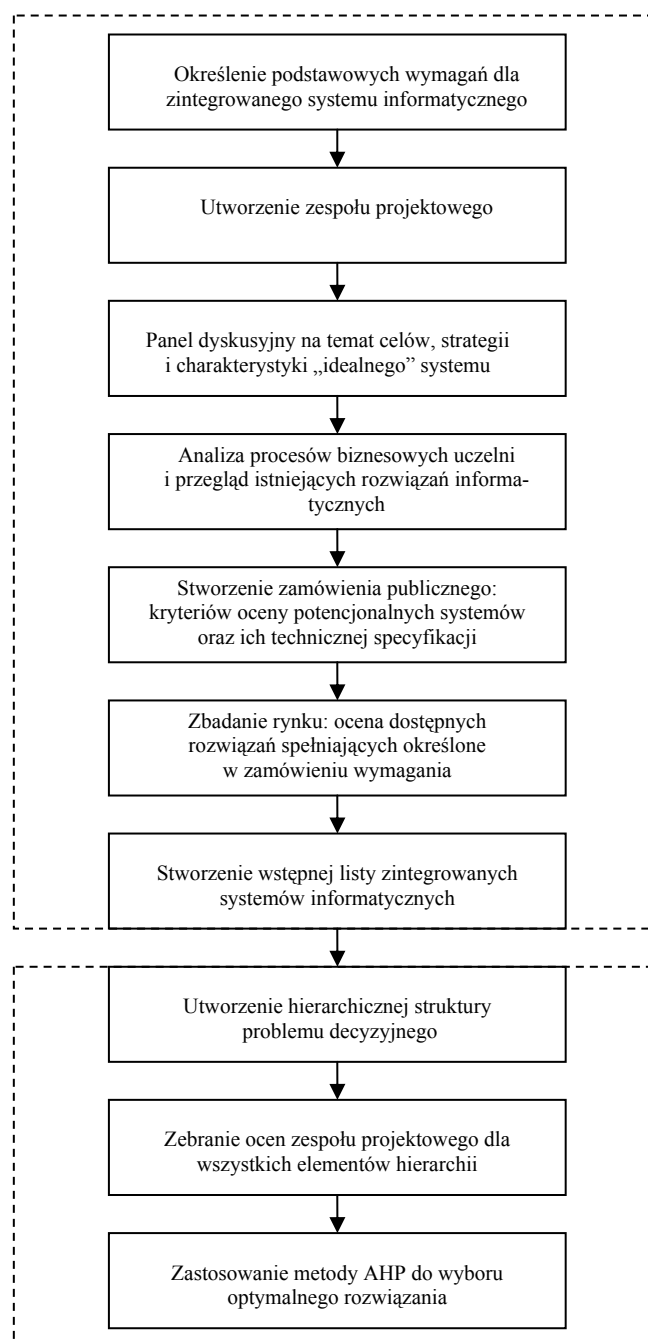 Określenie podstawowych wymagań dla
zintegrowanego systemu informatycznego
Utworzenie zespołu projektowego
Panel dyskusyjny na temat celów, strategii
i charakterystyki „idealnego” systemu
Analiza procesów biznesowych uczelni
i przegląd istniejących rozwiązań informa-
tycznych
Stworzenie zamówienia publicznego:
kryteriów oceny potencjonalnych systemów
oraz ich technicznej specyfikacji
Zbadanie rynku: ocena dostępnych
rozwiązań spełniających określone
w zamówieniu wymagania
Stworzenie wstępnej listy zintegrowanych
systemów informatycznych
Utworzenie hierarchicznej struktury
problemu decyzyjnego
Zebranie ocen zespołu projektowego dla
wszystkich elementów hierarchii
Zastosowanie metody AHP do wyboru
optymalnego rozwiązania